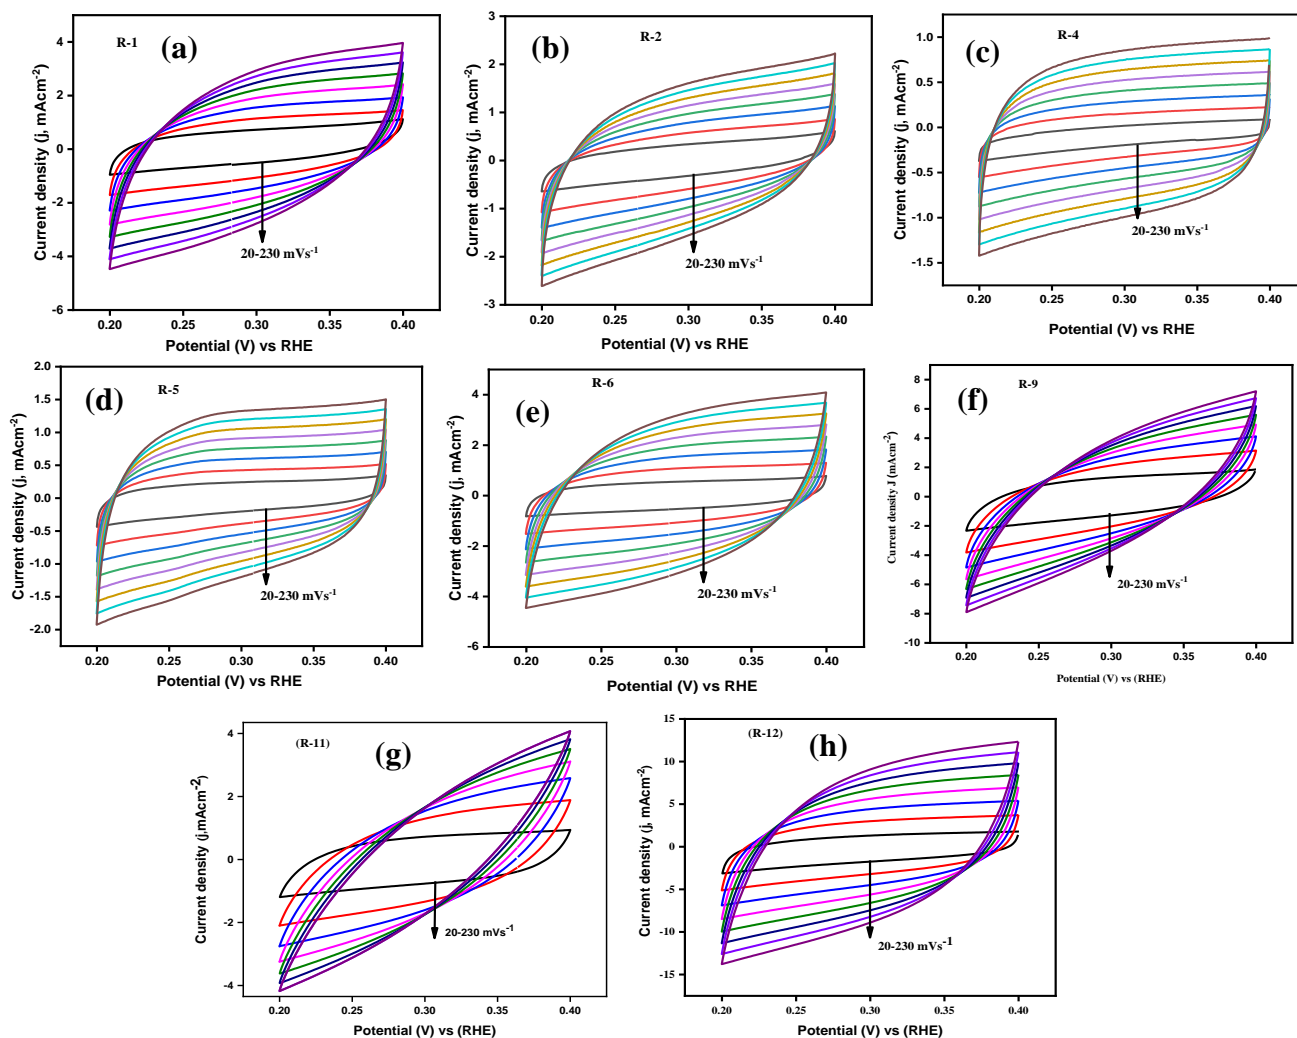 R-1
(a)
Current density (j, mAcm-2)
4
2
0
-2
-4
-6
20-230 mVs-1
0.20
0.25
0.30
0.35
0.40
Potential (V) vs RHE
R-2
(b)
Current density (j, mAcm-2)
3
2
1
0
-1
-2
-3
20-230 mVs-1
0.20
0.25
0.30
0.35
0.40
Potential (V) vs RHE
R-4
(c)
Current density (j, mAcm-2)
1.0
0.5
0.0
-0.5
-1.0
-1.5
20-230 mVs-1
0.20
0.25
0.30
0.35
0.40
Potential (V) vs RHE
R-5
(d)
Current density (j, mAcm-2)
2.0
1.5
1.0
0.5
0.0
-0.5
-1.0
-1.5
-2.0
20-230 mVs-1
0.20
0.25
0.30
0.35
0.40
Potential (V) vs RHE
R-6
(e)
Current density (j, mAcm-2)
4
2
0
-2
-4
-6
20-230 mVs-1
0.20
0.25
0.30
0.35
0.40
Potential (V) vs RHE
R-9
(f)
Current density J (mAcm-2)
8
6
4
2
0
-2
-4
-6
-8
-10
20-230 mVs-1
0.20
0.25
0.30
0.35
0.40
Potential (V) vs (RHE)
(R-11)
(g)
Current density (j,mAcm-2)
4
2
0
-2
-4
20-230 mVs-1
0.20
0.25
0.30
0.35
0.40
Potential (V) vs (RHE)
(R-12)
(h)
Current density (j, mAcm-2)
15
10
5
0
-5
-10
-15
20-230 mVs-1
0.20
0.25
0.30
0.35
0.40
Potential (V) vs (RHE)